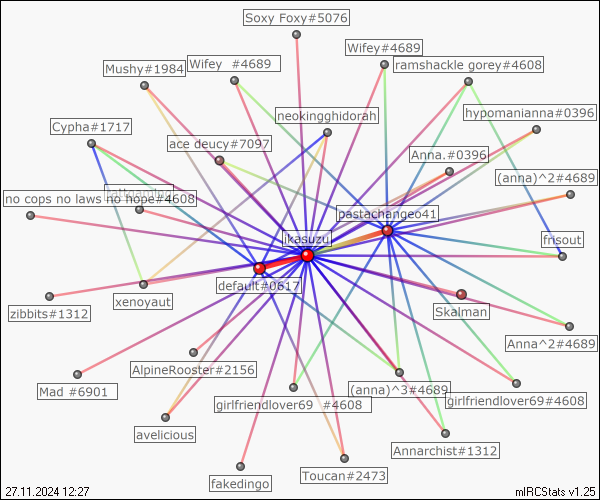 Soxy Foxy#5076
Wifey#4689
Mushy#1984
Wifey #4689
ramshackle gorey#4608
neokingghidorah
hypomanianna#0396
Cypha#1717
ace deucy#7097
Anna.#0396
(anna)^2#4689
no cops no laws no hope#4608
pastachangeo41
ikasuzu
frisout
default#0617
xenoyaut
zibbits#1312
Skalman
Anna^2#4689
AlpineRooster#2156
Mad #6901
(anna)^3#4689
girlfriendlover69 #4608
girlfriendlover69#4608
avelicious
Annarchist#1312
fakedingo
Toucan#2473
27.11.2024 12:27
mIRCStats v1.25